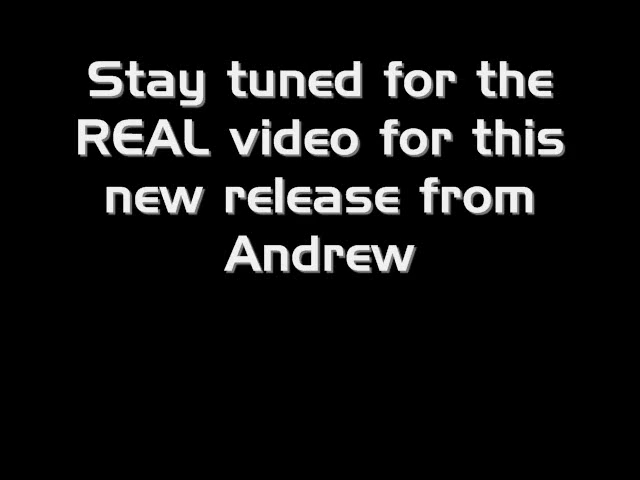 Stay tuned for the
REAL video for this
new release from
Andrew